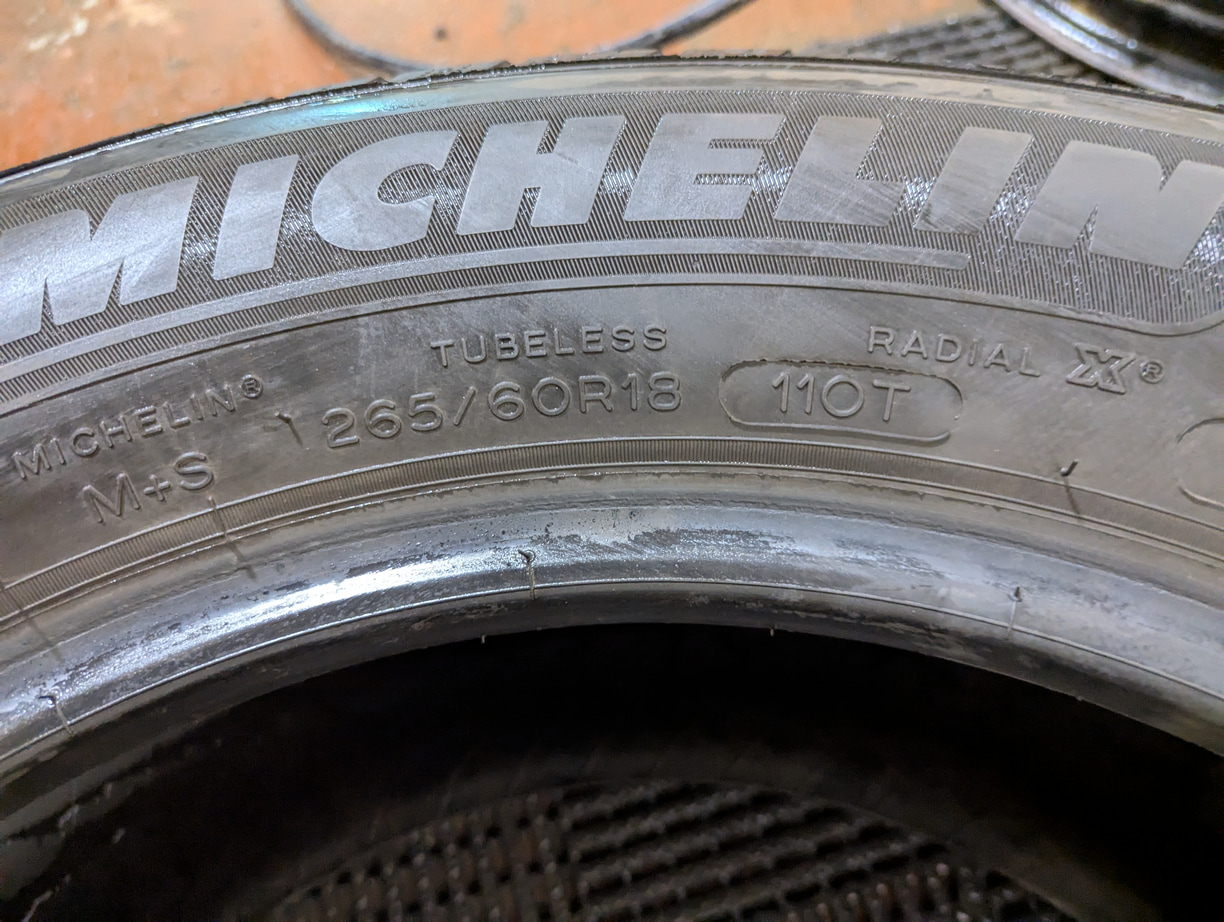 MICHELIN
TUBELESS
RADIAL X®
MICHELIN®
265/60R18
110T
M+S